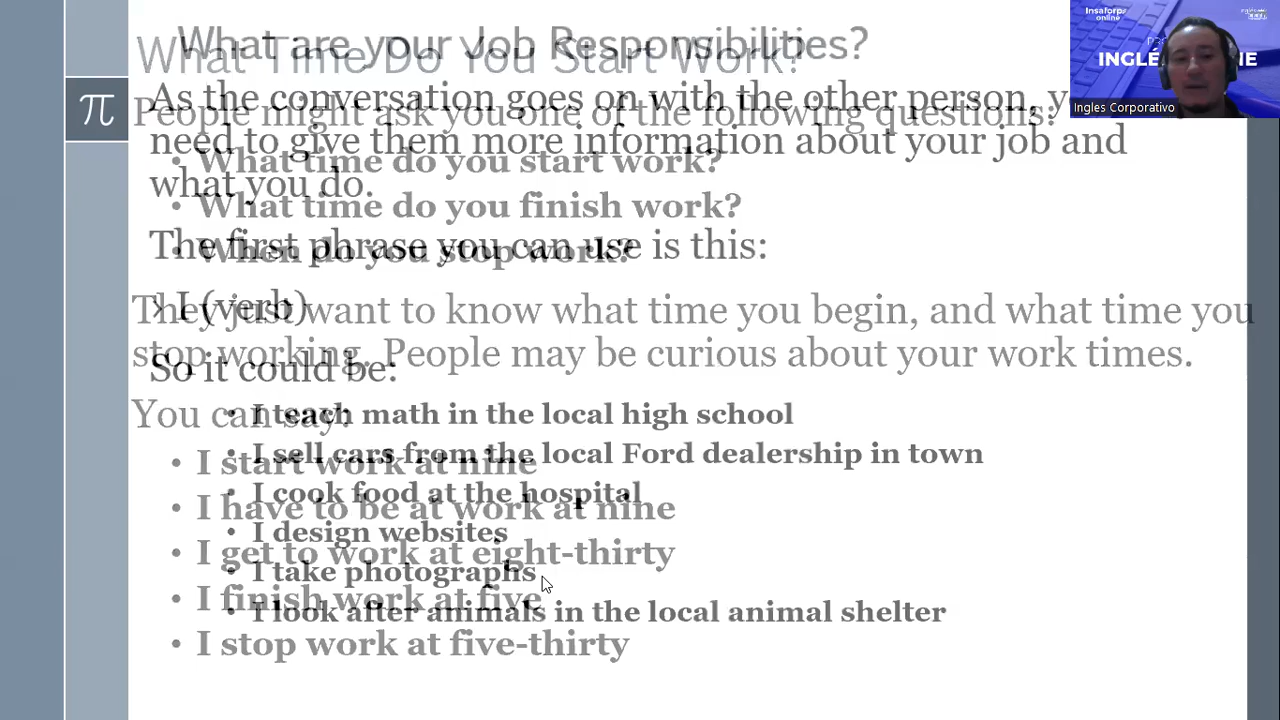 What are your Job Responsibilities?
As the conversation goes on with the other person,
need to give them more information about your job and
what you do.
The first phrase you can use is this:
› I (verb)
So it could be:
• I teach math in the local high school
• I sell cars from the local Ford dealership in town
• I cook food at the hospital
• I design websites
• I take photographs
• I look after animals in the local animal shelter
What Time Do You Start Work?
People might ask you one of the following questions:
• What time do you start work?
• What time do you finish work?
• When do you stop work?
They just want to know what time you begin, and what time you
stop working. People may be curious about your work times.
You can say:
• I start work at nine
• I have to be at work at nine
• I get to work at eight-thirty
• I finish work at five
• I stop work at five-thirty
π
Insaforp
online
INGLÉ NE
Ingles Corporativo